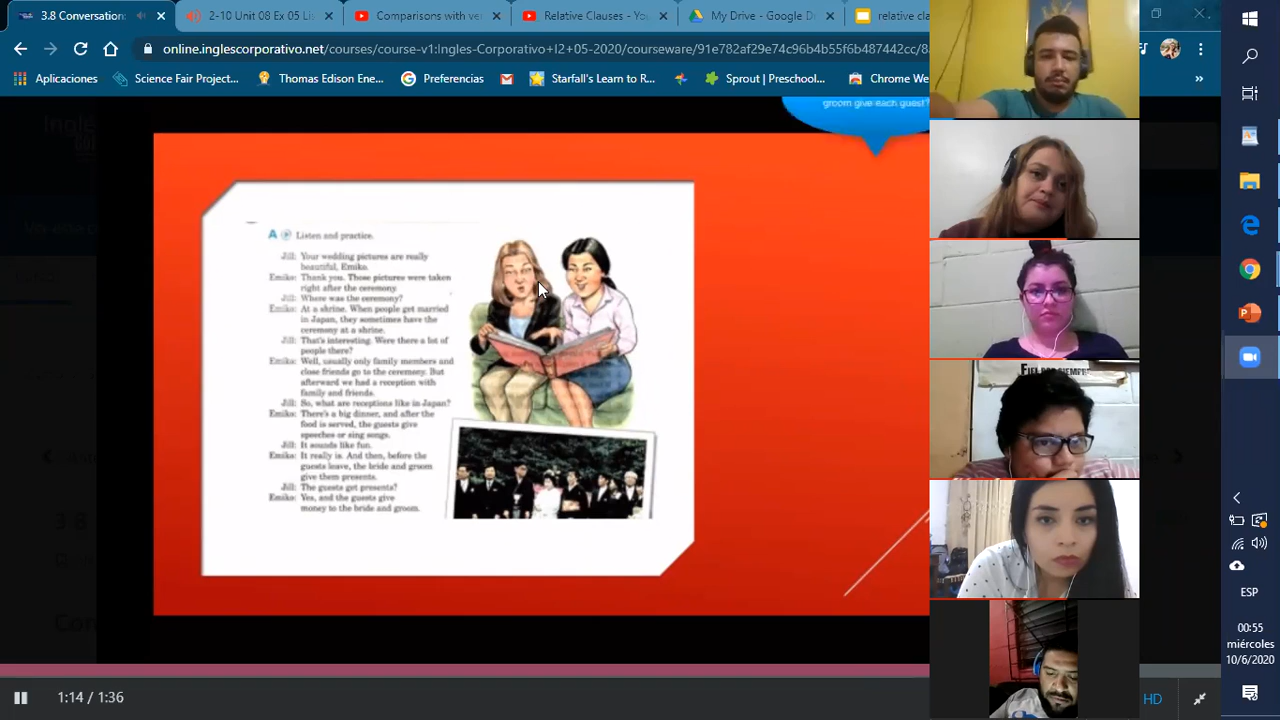 3.8 Conversation
2-10 Unit 08 Ex 05 Li
Comparisons with ve
Relative Clauses - You
My Drive - Google D
relative cla
online.inglescorporativo.net/courses/course-v1:Ingles-Corporativo+I2+05-2020/courseware/91e782af29e74c96b4b55f6b487442cc/8
Aplicaciones
Science Fair Project...
Thomas Edison Ene...
Preferencias
Starfall's Learn to R...
Sprout | Preschool...
Chrome We
»
groom give each guest?
A Listen and practice.
Jill: Your wedding pictures are really
beautiful, Emiko.
Emiko: Thank you. Those pictures were taken
right after the ceremony.
Jill: Where was the ceremony?
Emiko: At a shrine. When people get married
in Japan, they sometimes have the
ceremony at a shrine.
Jill: That's interesting. Were there a lot of
people there?
Emiko: Well, usually only family members and
close friends go to the ceremony. But
afterward we had a reception with
family and friends.
Jill: So, what are receptions like in Japan?
Emiko: There's a big dinner, and after the
food is served, the guests give
speeches or sing songs.
Jill: It sounds like fun.
Emiko: It really is. And then, before the
guests leave, the bride and groom
give them presents.
Jill: The guests get presents?
Emiko: Yes, and the guests give
money to the bride and groom.
1:14 / 1:36
HD
ESP
00:55
miércoles
10/6/2020